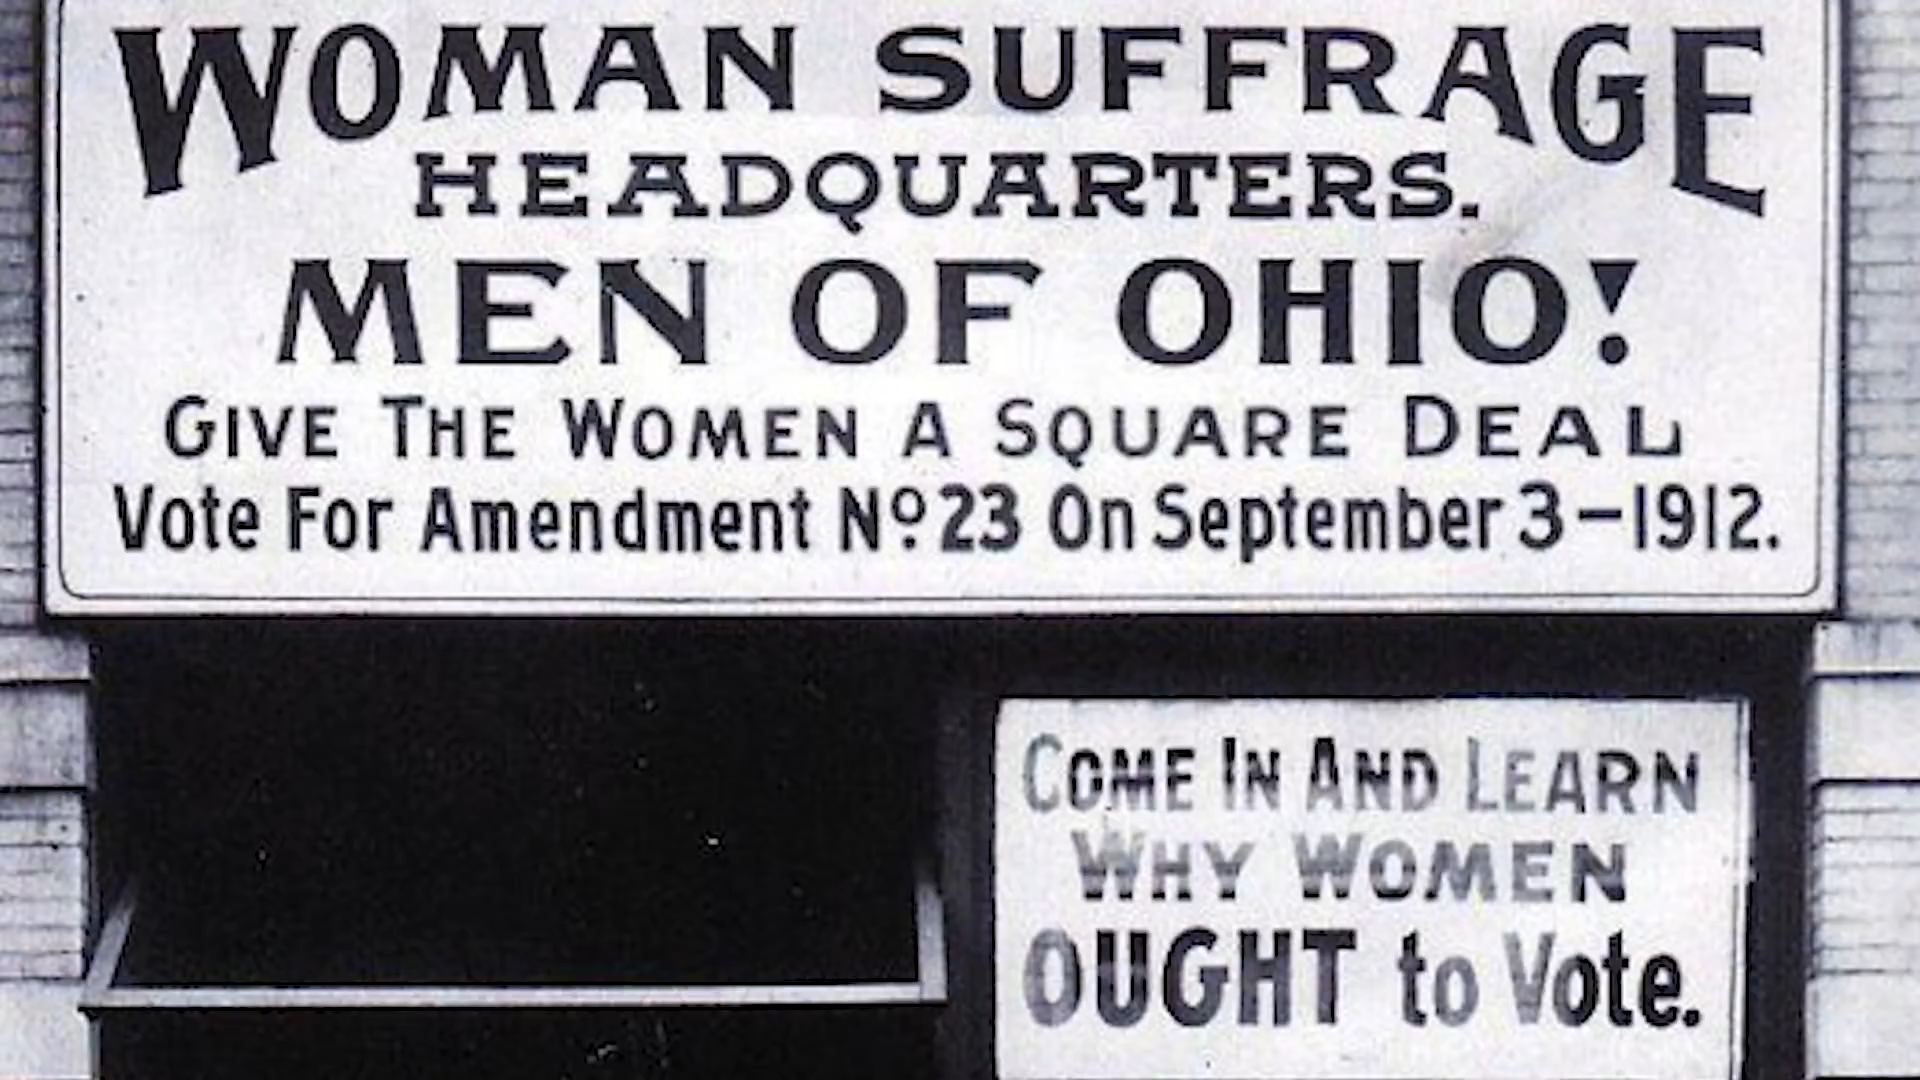 WOMAN SUFFRAGE
HEADQUARTERS.
MEN OF OHIO!
GIVE THE WOMEN A SQUARE DEAL
Vote For Amendment Nº 23 On September 3-1912.
COME IN AND LEARN
WHY WOMEN
OUGHT to Vote.